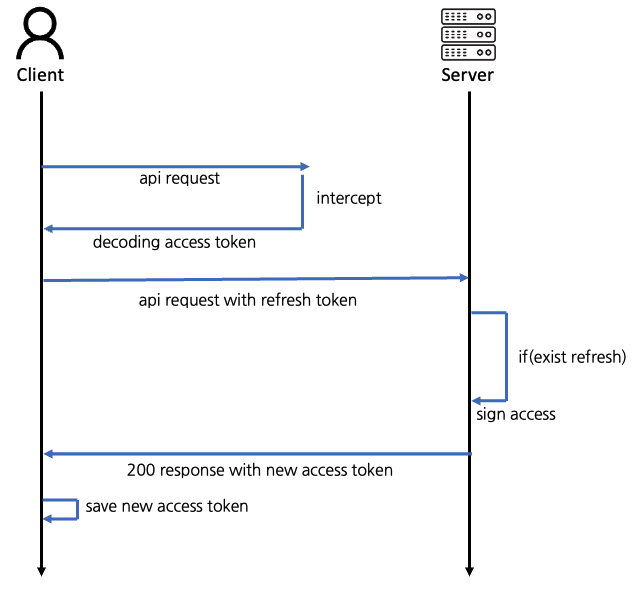 Client
Server
api request
intercept
decoding access token
api request with refresh token
if(exist refresh)
sign access
200 response with new access token
save new access token